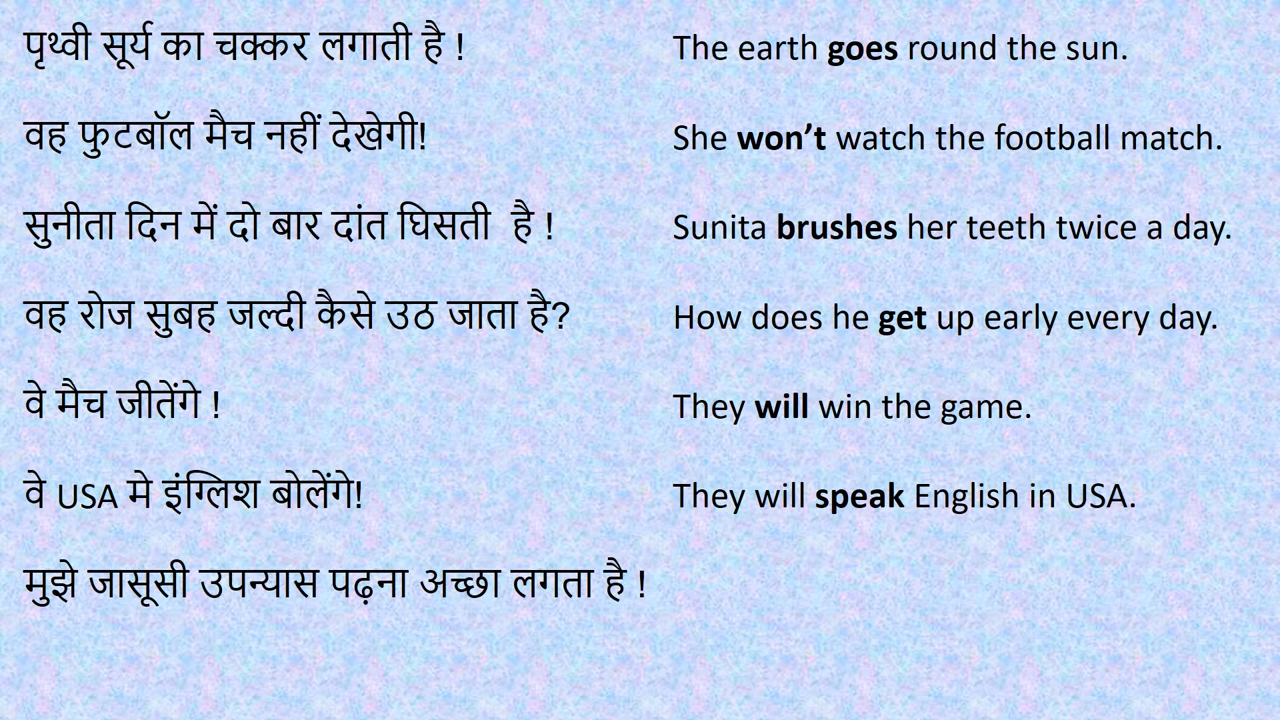 पृथ्वी सूर्य का चक्कर लगाती है !
The earth goes round the sun.
वह फुटबॉल मैच नहीं देखेगी!
She won’t watch the football match.
सुनीता दिन में दो बार दांत घिसती है !
Sunita brushes her teeth twice a day.
वह रोज सुबह जल्दी कैसे उठ जाता है?
How does he get up early every day.
वे मैच जीतेंगे !
They will win the game.
वे USA मे इंग्लिश बोलेंगे!
They will speak English in USA.
मुझे जासूसी उपन्यास पढ़ना अच्छा लगता है !